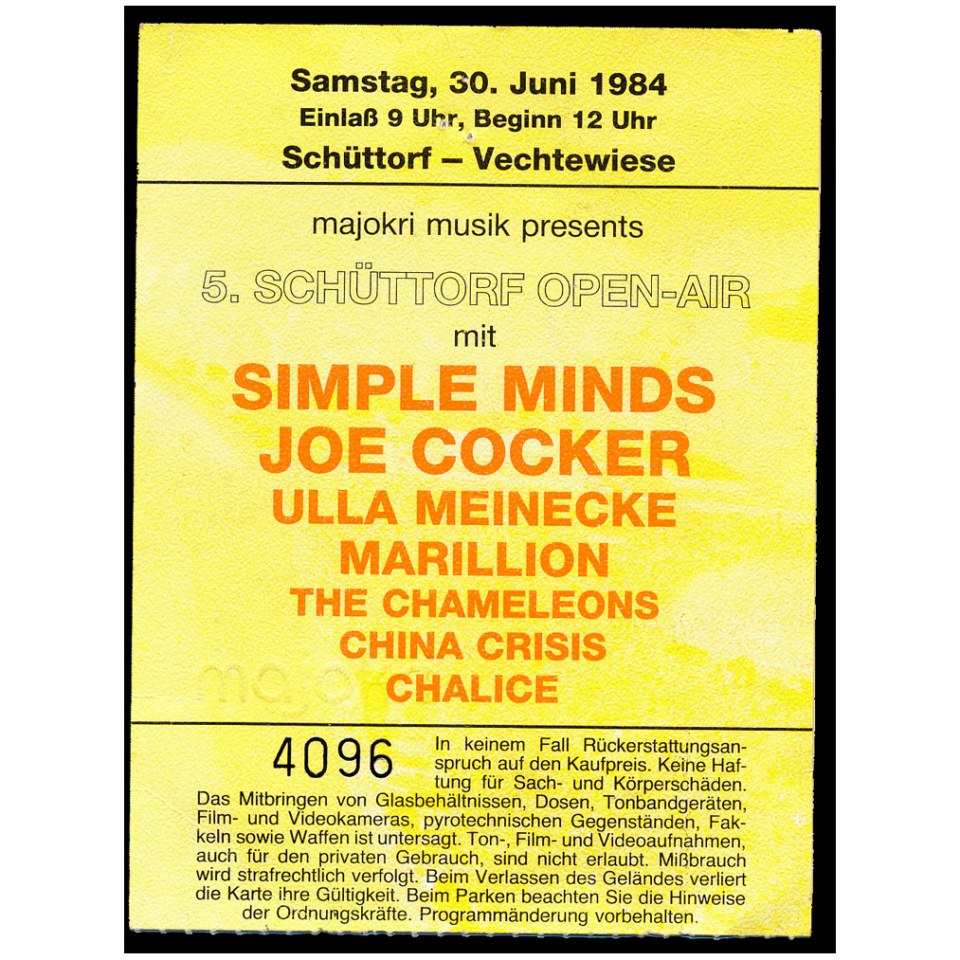 Samstag, 30. Juni 1984
Einlaß 9 Uhr, Beginn 12 Uhr
Schüttorf – Vechtewiese
majokri musik presents
5. SCHÜTTORF OPEN-AIR
mit
SIMPLE MINDS
JOE COCKER
ULLA MEINECKE
MARILLION
THE CHAMELEONS
CHINA CRISIS
CHALICE
4096
In keinem Fall Rückerstattungsan-
spruch auf den Kaufpreis. Keine Haf-
tung für Sach- und Körperschäden.
Das Mitbringen von Glasbehältnissen, Dosen, Tonbandgeräten,
Film- und Videokameras, pyrotechnischen Gegenständen, Fak-
keln sowie Waffen ist untersagt. Ton-, Film- und Videoaufnahmen,
auch für den privaten Gebrauch, sind nicht erlaubt. Mißbrauch
wird strafrechtlich verfolgt. Beim Verlassen des Geländes verliert
die Karte ihre Gültigkeit. Beim Parken beachten Sie die Hinweise
der Ordnungskräfte. Programmänderung vorbehalten.